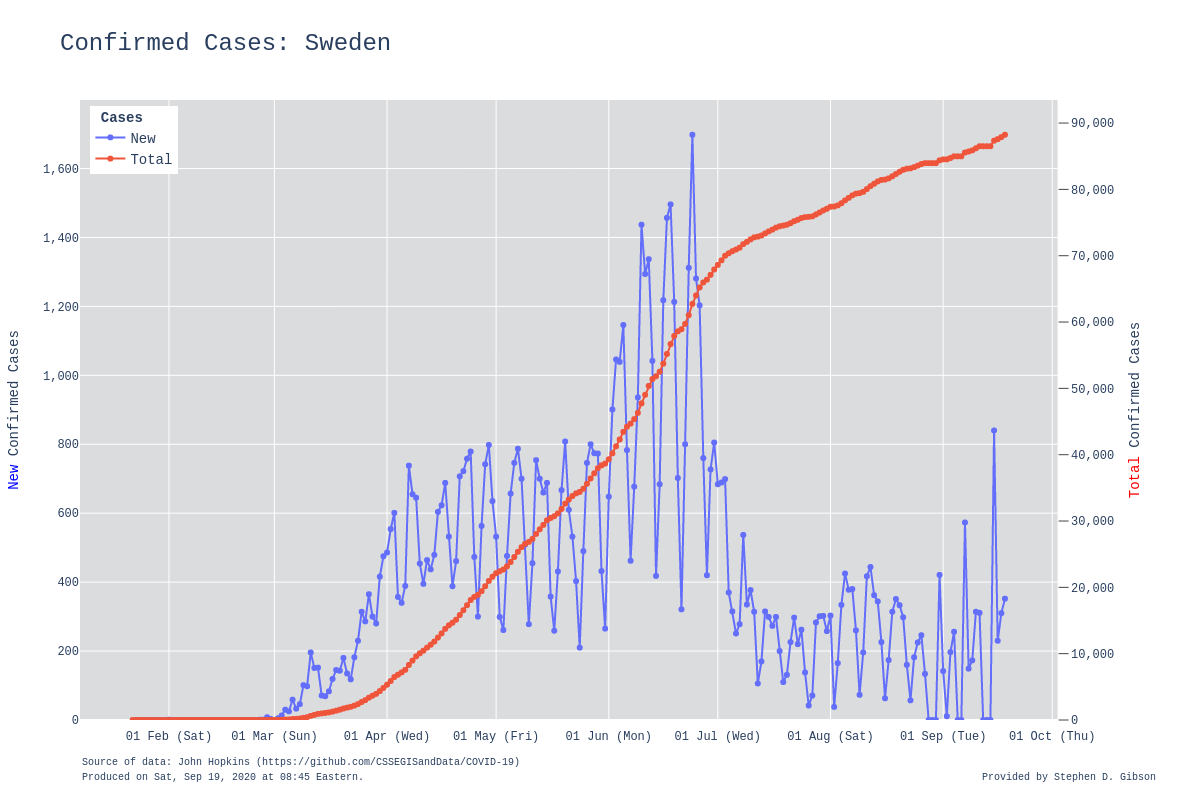 Confirmed Cases: Sweden
Cases
New
Total
1,600
1,400
1,200
1,000
800
600
400
200
0
90,000
80,000
70,000
60,000
50,000
40,000
30,000
20,000
10,000
0
New Confirmed Cases
Total Confirmed Cases
01 Feb (Sat) 01 Mar (Sun) 01 Apr (Wed) 01 May (Fri) 01 Jun (Mon) 01 Jul (Wed) 01 Aug (Sat) 01 Sep (Tue) 01 Oct (Thu)
Source of data: John Hopkins (https://github.com/CSSEGISandData/COVID-19)
Produced on Sat, Sep 19, 2020 at 08:45 Eastern.
Provided by Stephen D. Gibson